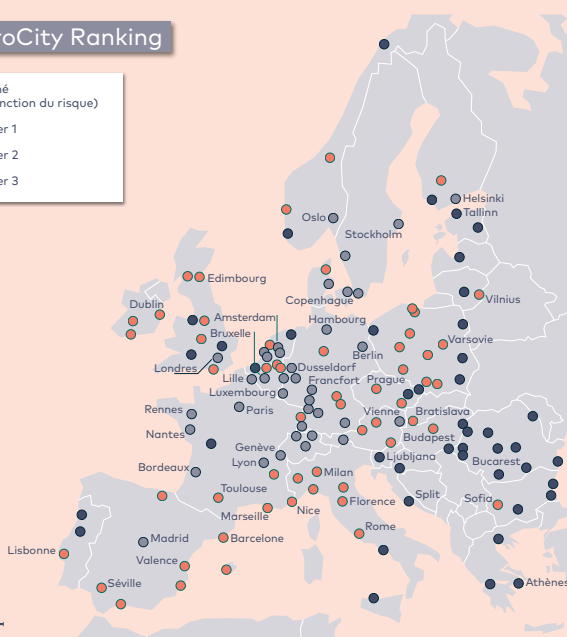 roCity Ranking
né
nction du risque)
er 1
er 2
er 3
Helsinki
Tallinn
Oslo
Stockholm
Edimbourg
Copenhague
Vilnius
Dublin
Amsterdam
Hambourg
Bruxelle
Varsovie
Berlin
Londres
Dusseldorf
Lille
Francfort
Prague
Luxembourg
Rennes
Paris
Vienne
Bratislava
Nantes
Budapest
Genève
Ljubljana
Lyon
Bucarest
Bordeaux
Milan
Toulouse
Split
Sofia
Florence
Nice
Marseille
Rome
Madrid
Barcelone
Lisbonne
Valence
Séville
Athènes